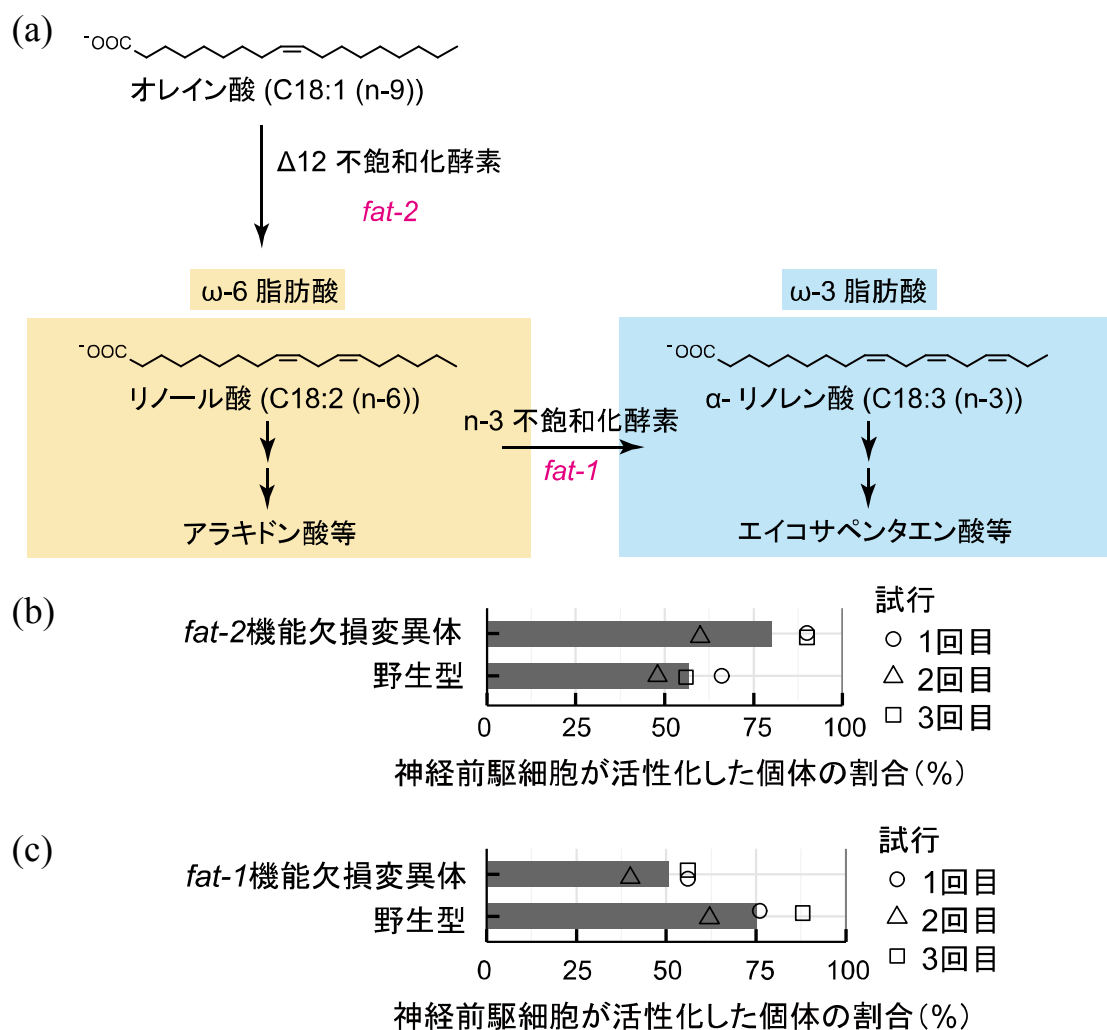 (a)
-OOC
オレイン酸 (C18:1 (n-9))
Δ12 不飽和化酵素
fat-2
ω-6 脂肪酸
ω-3 脂肪酸
-OOC
-OOC
リノール酸 (C18:2 (n-6))
α- リノレン酸 (C18:3 (n-3))
n-3 不飽和化酵素
fat-1
アラキドン酸等
エイコサペンタエン酸等
(b)
試行
fat-2機能欠損変異体
野生型
1回目
2回目
3回目
0 25 50 75 100
神経前駆細胞が活性化した個体の割合(%)
(c)
試行
fat-1機能欠損変異体
野生型
1回目
2回目
3回目
0 25 50 75 100
神経前駆細胞が活性化した個体の割合(%)